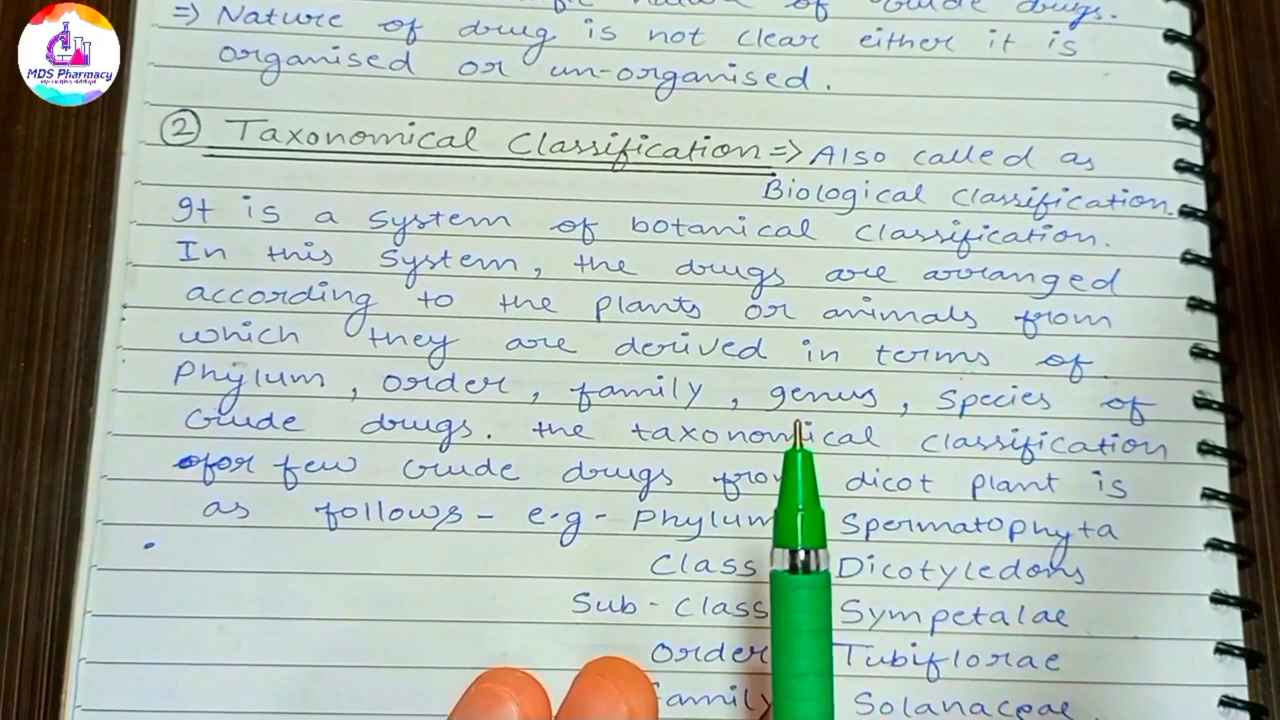 nature of crude drugs.
=> Nature of drug is not clear either it is
organised or un-organised.
MDS Pharmacy
② Taxonomical Classification => Also called as
Biological Classification.
It is a system of botanical classification.
In this system, the drugs are arranged
according to the plants or animals from
which they are derived in terms of
Phylum, order, family, genus, species of
crude drugs. the taxonomical classification
for few crude drugs from dicot plant is
as follows - e.g - Phylum Spermatophyta
Class Dicotyledons
Sub-Class Sympetalae
Order Tubiflorae
family Solanaceae.